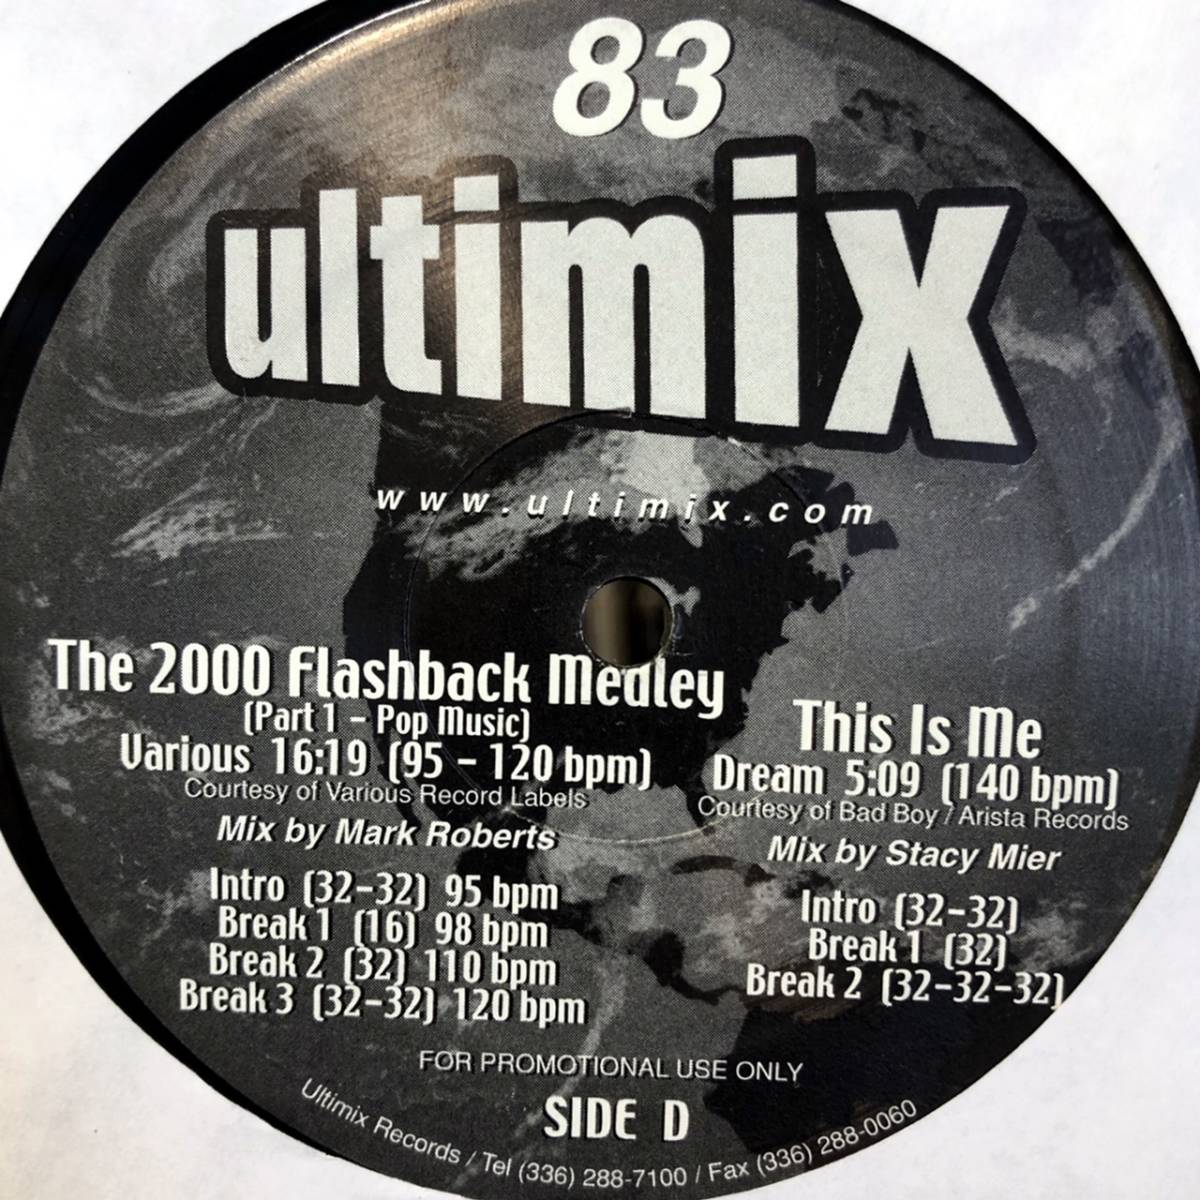 83
ultimix
www.ultimix.com
The 2000 Flashback Medley
(Part 1 - Pop Music)
Various 16:19 (95 - 120 bpm)
Courtesy of Various Record Labels
Mix by Mark Roberts
Intro (32-32) 95 bpm
Break 1 (16) 98 bpm
Break 2 (32) 110 bpm
Break 3 (32-32) 120 bpm
This Is Me
Dream 5:09 (140 bpm)
Courtesy of Bad Boy / Arista Records
Mix by Stacy Mier
Intro (32-32)
Break 1 (32)
Break 2 (32-32-32)
FOR PROMOTIONAL USE ONLY
SIDE D
Ultimix Records / Tel (336) 288-7100 / Fax (336) 288-0060